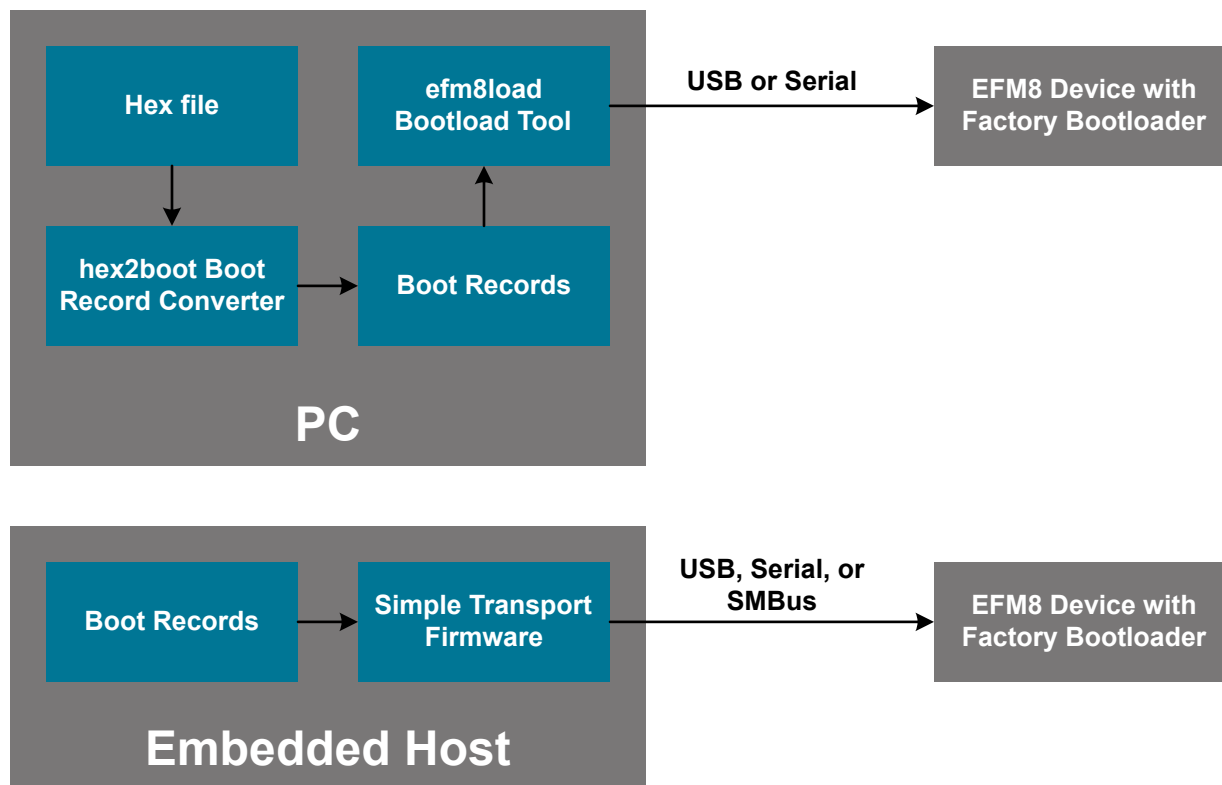 Hex file
efm8load
Bootload Tool
USB or Serial
EFM8 Device with
Factory Bootloader
hex2boot Boot
Record Converter
Boot Records
PC
Boot Records
Simple Transport
Firmware
USB, Serial, or
SMBus
EFM8 Device with
Factory Bootloader
Embedded Host